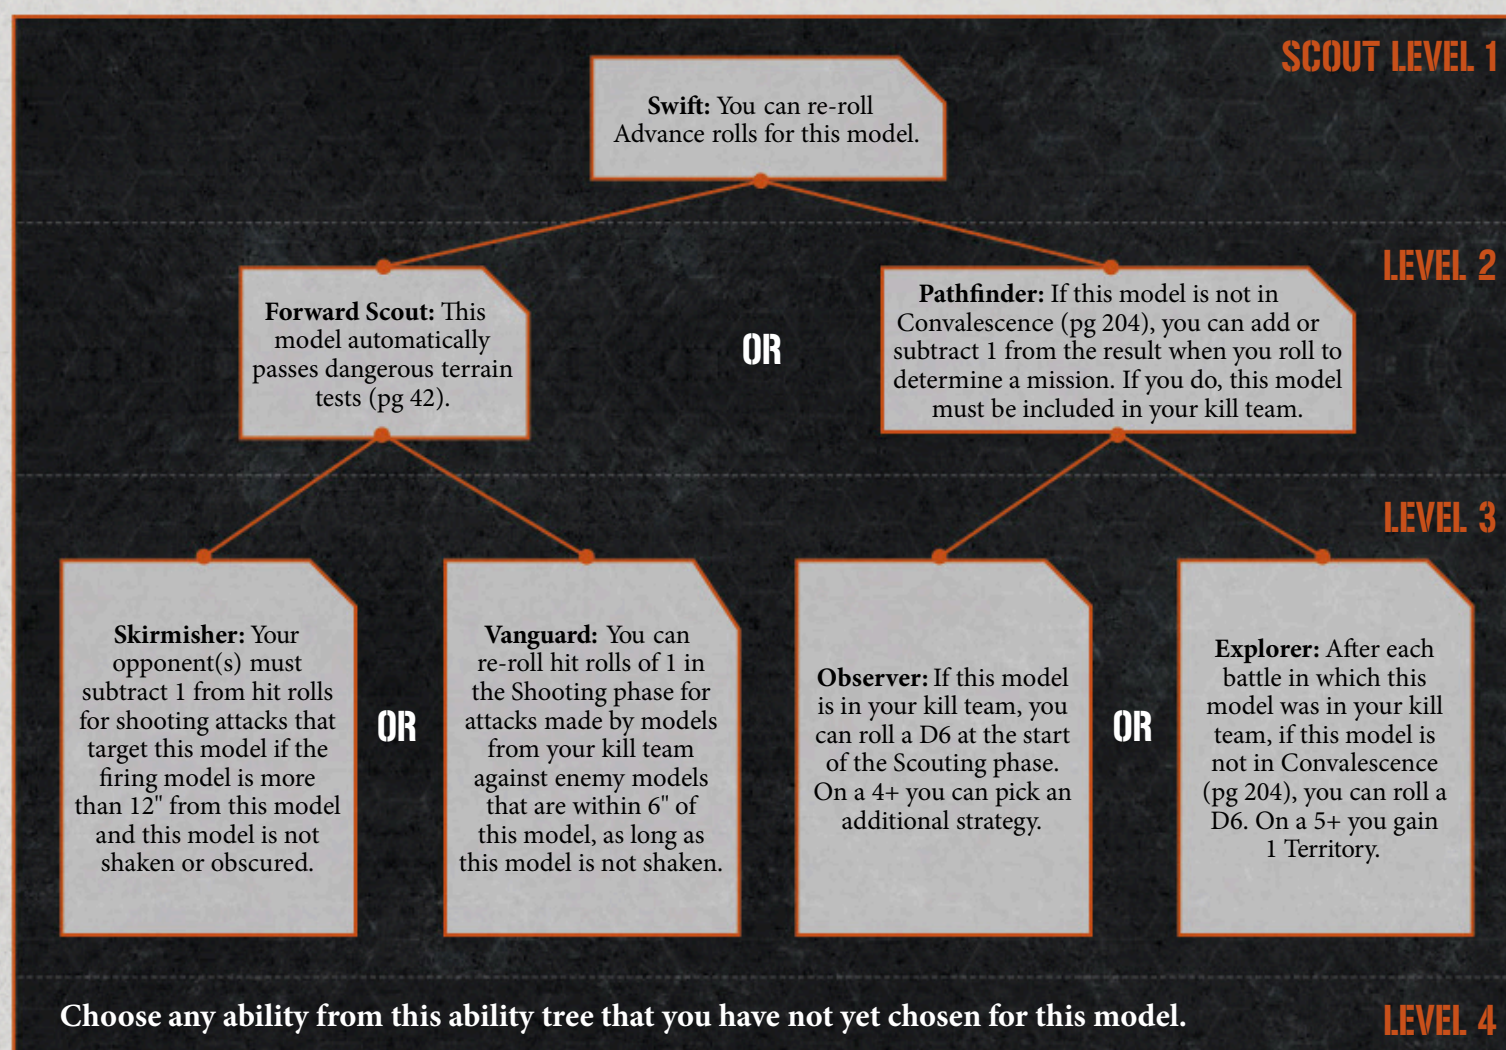 SCOUT LEVEL 1
Swift: You can re-roll
Advance rolls for this model.
LEVEL 2
Forward Scout: This
model automatically
passes dangerous terrain
tests (pg 42).
OR
Pathfinder: If this model is not in
Convalescence (pg 204), you can add or
subtract 1 from the result when you roll to
determine a mission. If you do, this model
must be included in your kill team.
LEVEL 3
Skirmisher: Your
opponent(s) must
subtract 1 from hit rolls
for shooting attacks that
target this model if the
firing model is more
than 12" from this model
and this model is not
shaken or obscured.
OR
Vanguard: You can
re-roll hit rolls of 1 in
the Shooting phase for
attacks made by models
from your kill team
against enemy models
that are within 6" of
this model, as long as
this model is not shaken.
Observer: If this model
is in your kill team, you
can roll a D6 at the start
of the Scouting phase.
On a 4+ you can pick an
additional strategy.
OR
Explorer: After each
battle in which this
model was in your kill
team, if this model is
not in Convalescence
(pg 204), you can roll a
D6. On a 5+ you gain
1 Territory.
Choose any ability from this ability tree that you have not yet chosen for this model.
LEVEL 4